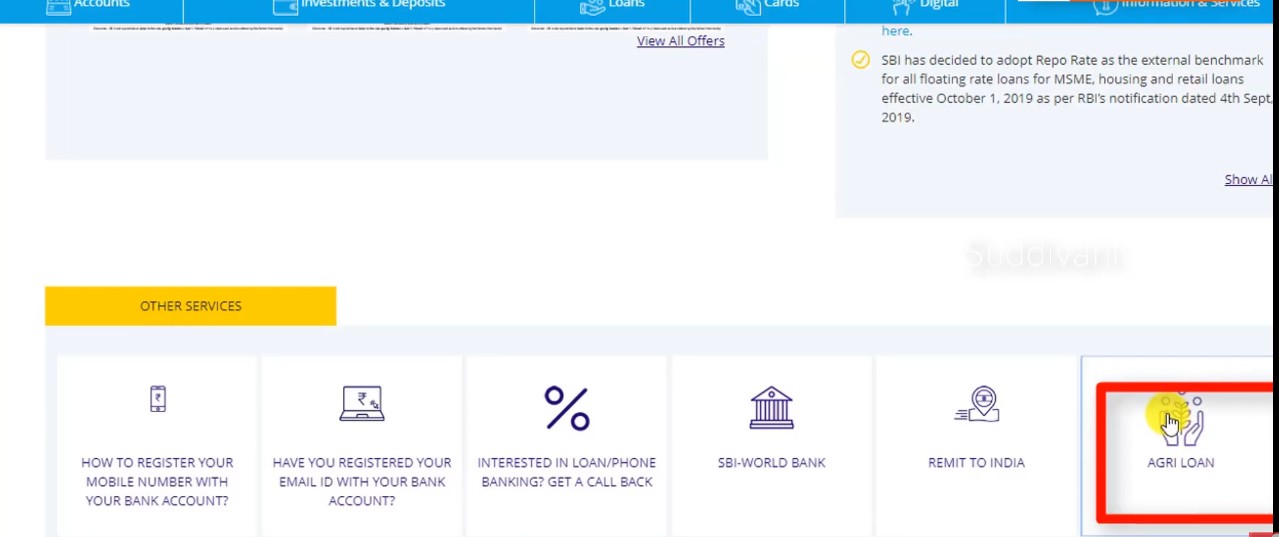 Accounts
Investments & Deposits
Loans
Cards
Digital
Information & Services
View All Offers
here.
SBI has decided to adopt Repo Rate as the external benchmark
for all floating rate loans for MSME, housing and retail loans
effective October 1, 2019 as per RBI's notification dated 4th Sept,
2019.
Show Al
Suddivani
OTHER SERVICES
HOW TO REGISTER YOUR
MOBILE NUMBER WITH
YOUR BANK ACCOUNT?
HAVE YOU REGISTERED YOUR
EMAIL ID WITH YOUR BANK
ACCOUNT?
INTERESTED IN LOAN/PHONE
BANKING? GET A CALL BACK
SBI-WORLD BANK
REMIT TO INDIA
AGRI LOAN